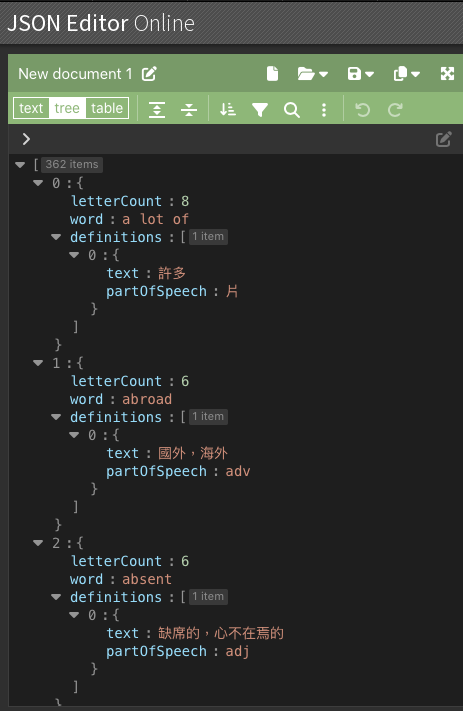 JSON Editor Online
New document 1
text tree table
[ 362 items
0 : {
letterCount : 8
word : a lot of
definitions : [ 1 item
0 : {
text : 許多
partOfSpeech : 片
}
]
}
1 : {
letterCount : 6
word : abroad
definitions : [ 1 item
0 : {
text : 國外，海外
partOfSpeech : adv
}
]
}
2 : {
letterCount : 6
word : absent
definitions : [ 1 item
0 : {
text : 缺席的，心不在焉的
partOfSpeech : adj
}
]
}